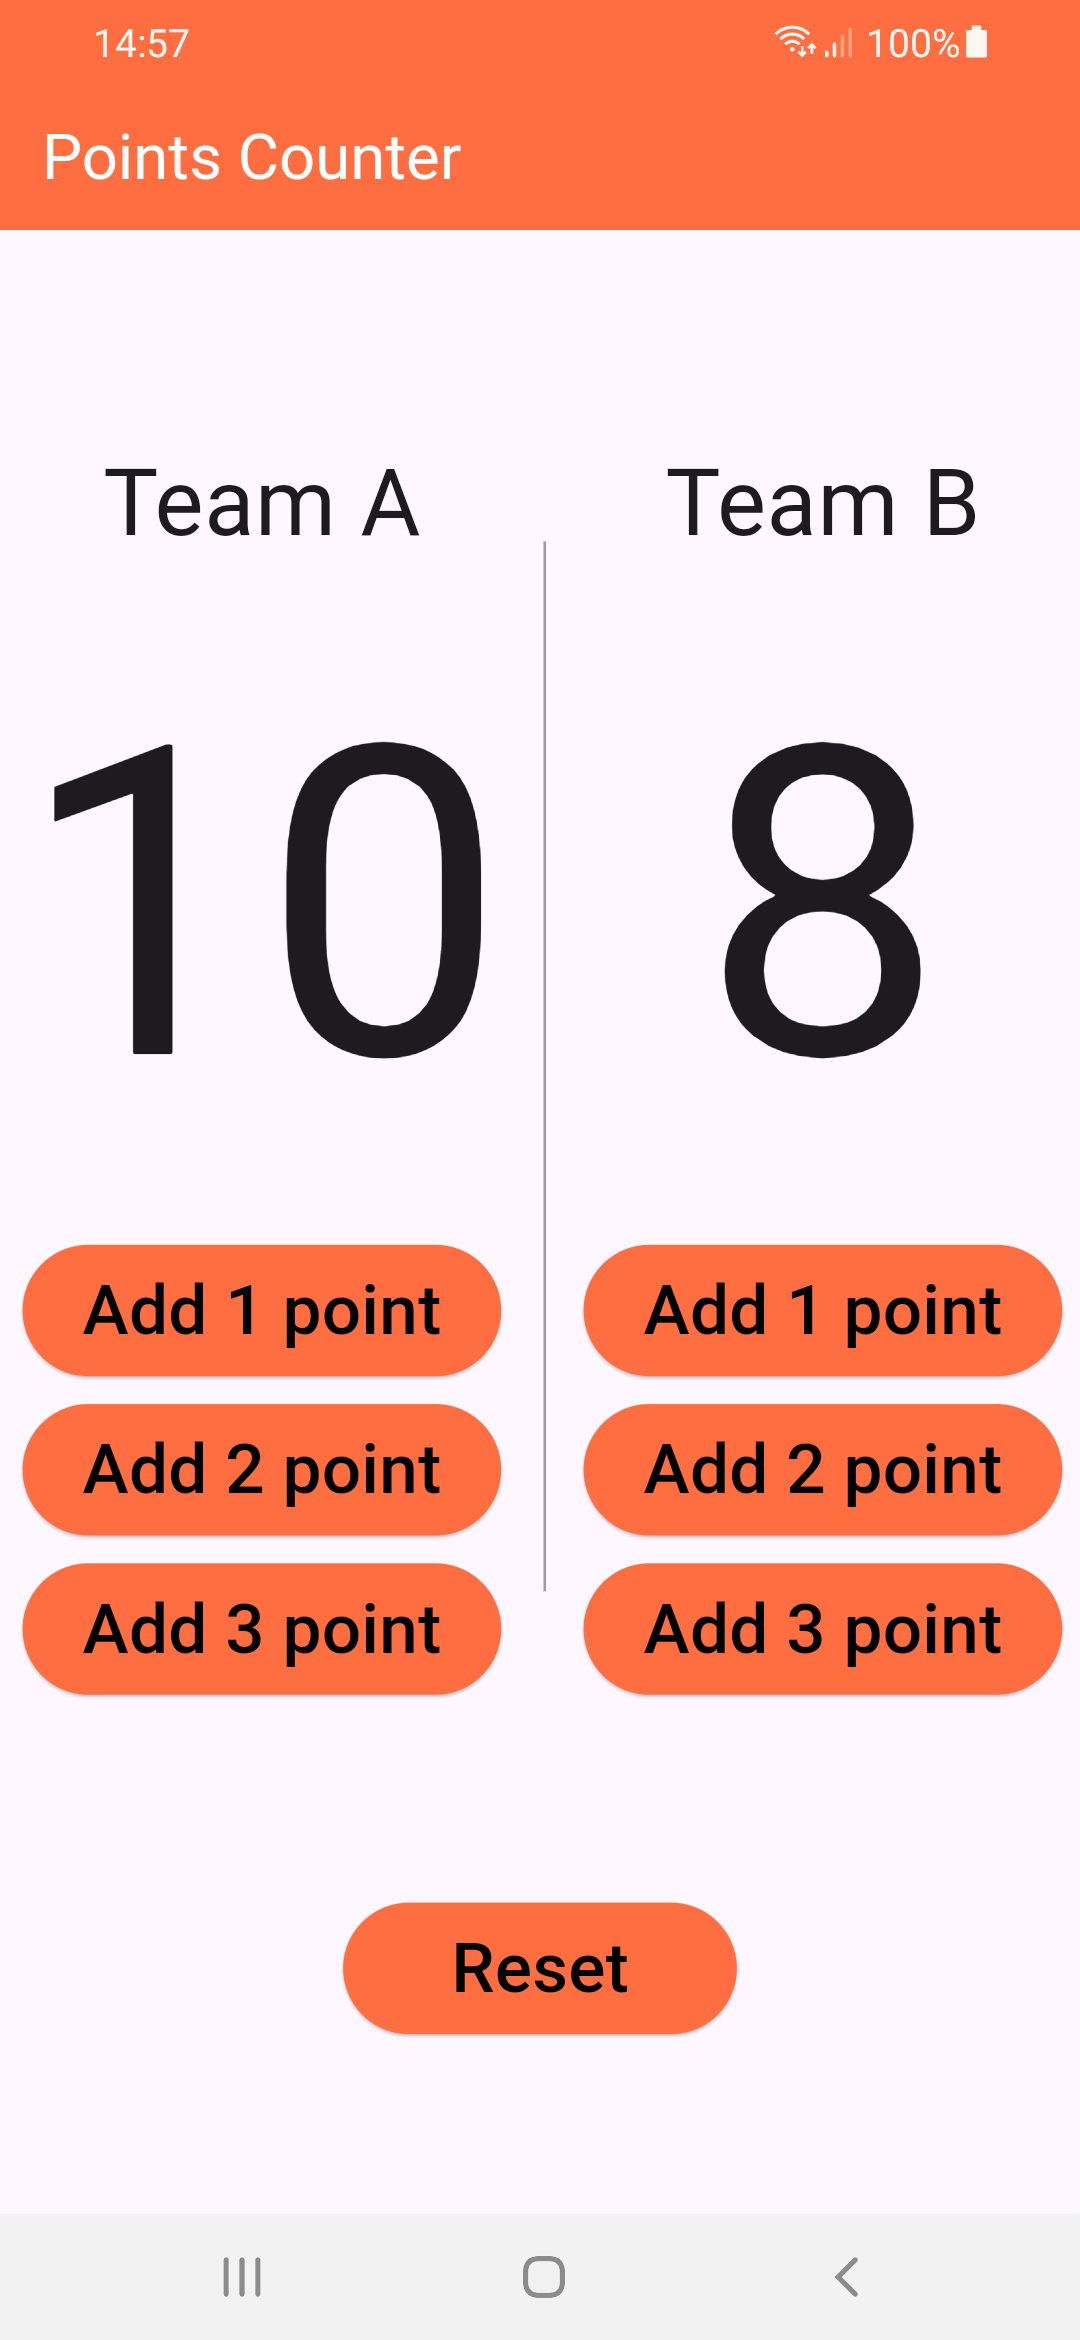 14:57 100%
Points Counter
Team A Team B
10 8
Add 1 point Add 1 point
Add 2 point Add 2 point
Add 3 point Add 3 point
Reset